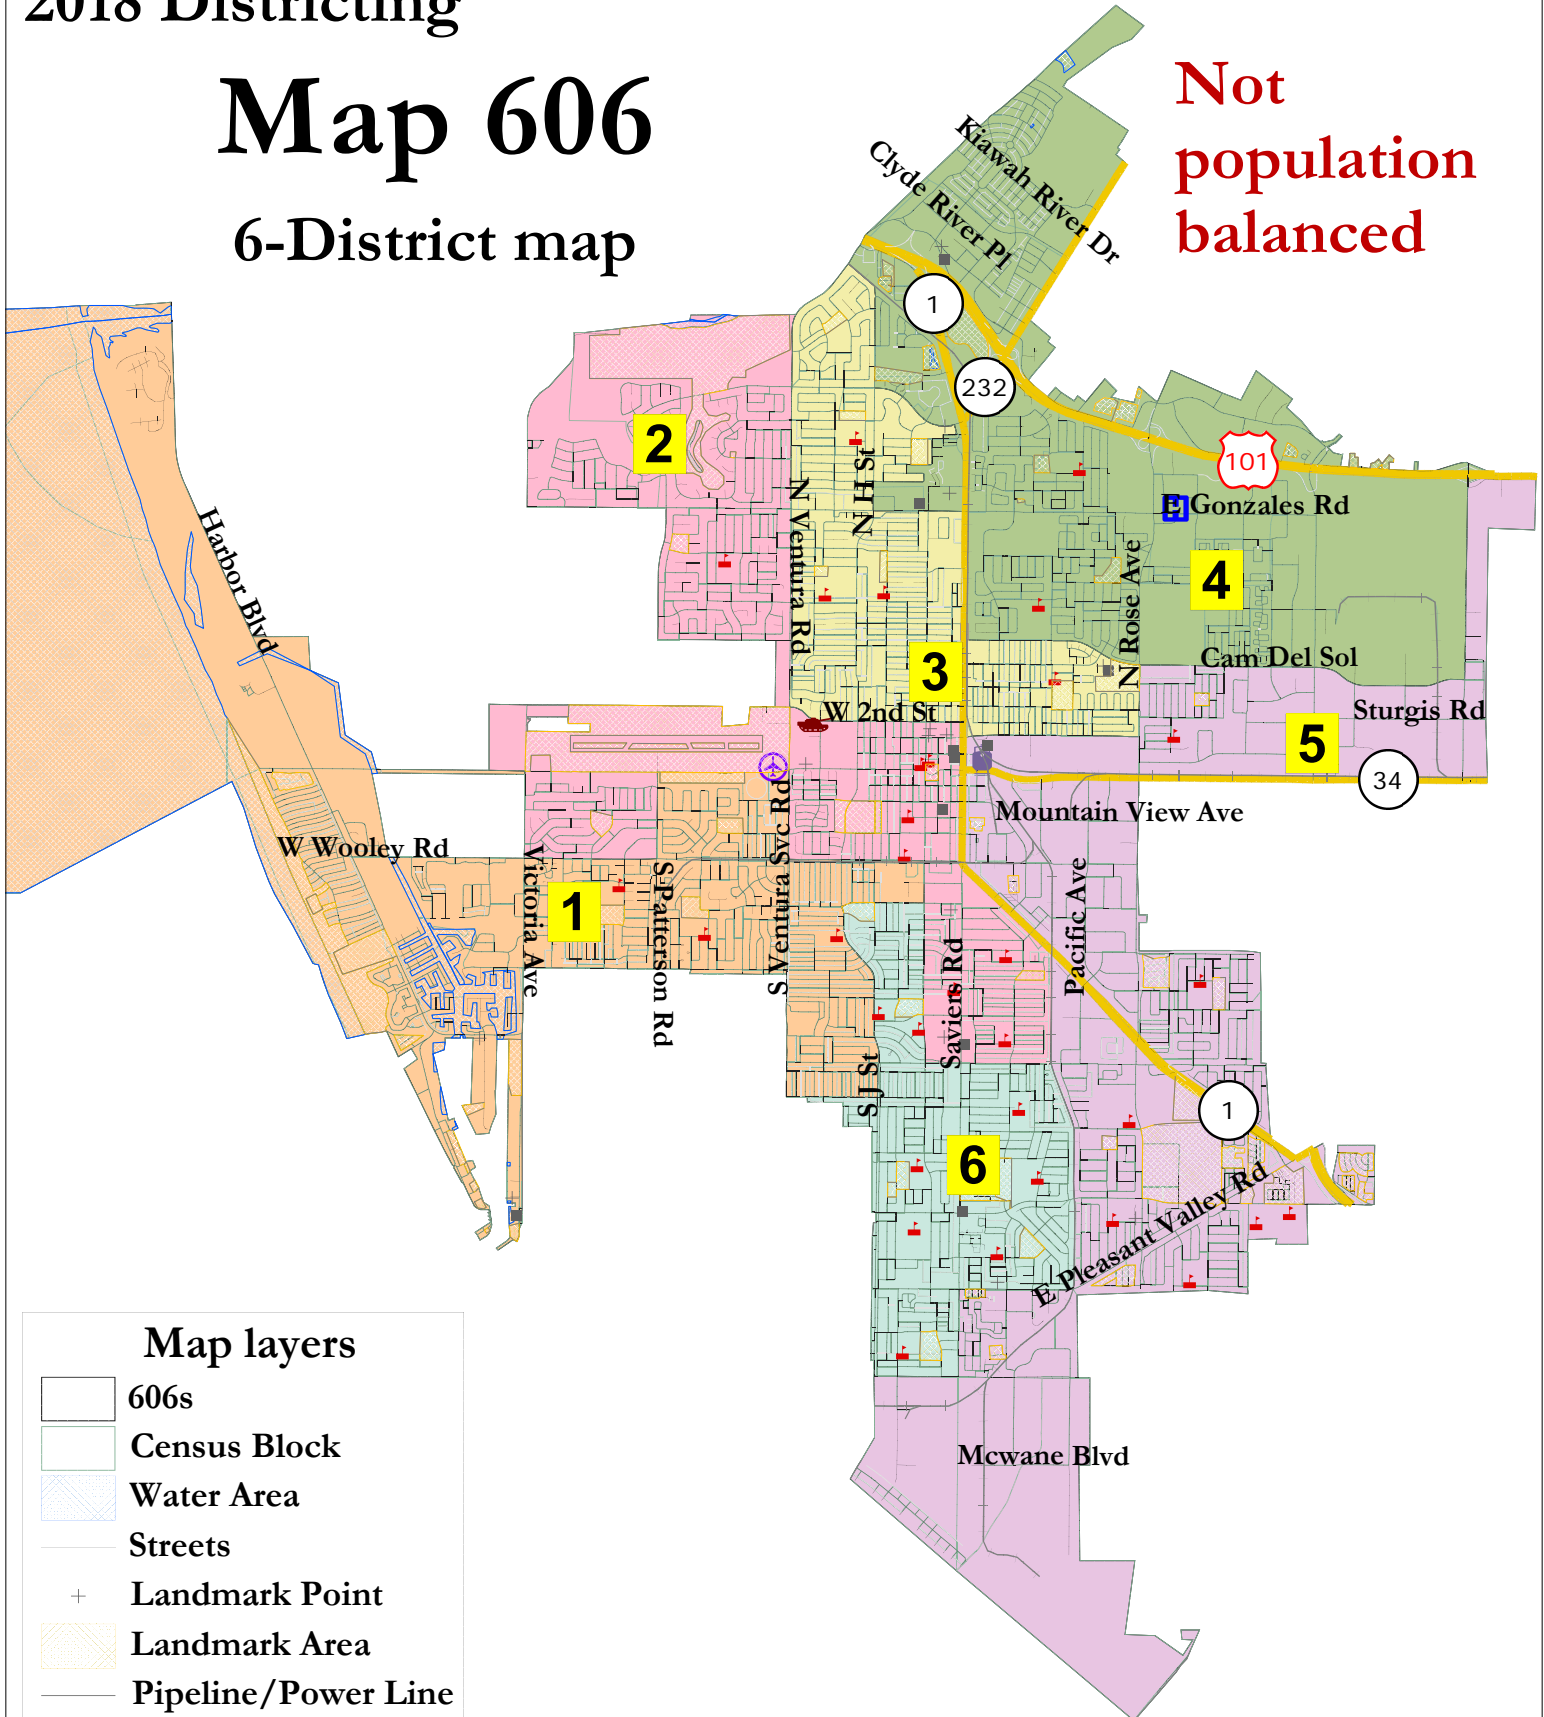 2018 Districting
Map 606
6-District map
Not
population
balanced
Kiawah River Dr
Clyde River Pl
1
232
101
2
N H St
N Ventura Rd
E Gonzales Rd
H
4
N Rose Ave
Harbor Blvd
3
Cam Del Sol
W 2nd St
Sturgis Rd
5
34
Mountain View Ave
W Wooley Rd
Victoria Ave
1
S Patterson Rd
S Ventura Svc Rd
Pacific Ave
Saviers Rd
S J St
1
6
E Pleasant Valley Rd
Mcwane Blvd
Map layers
606s
Census Block
Water Area
Streets
Landmark Point
Landmark Area
Pipeline/Power Line